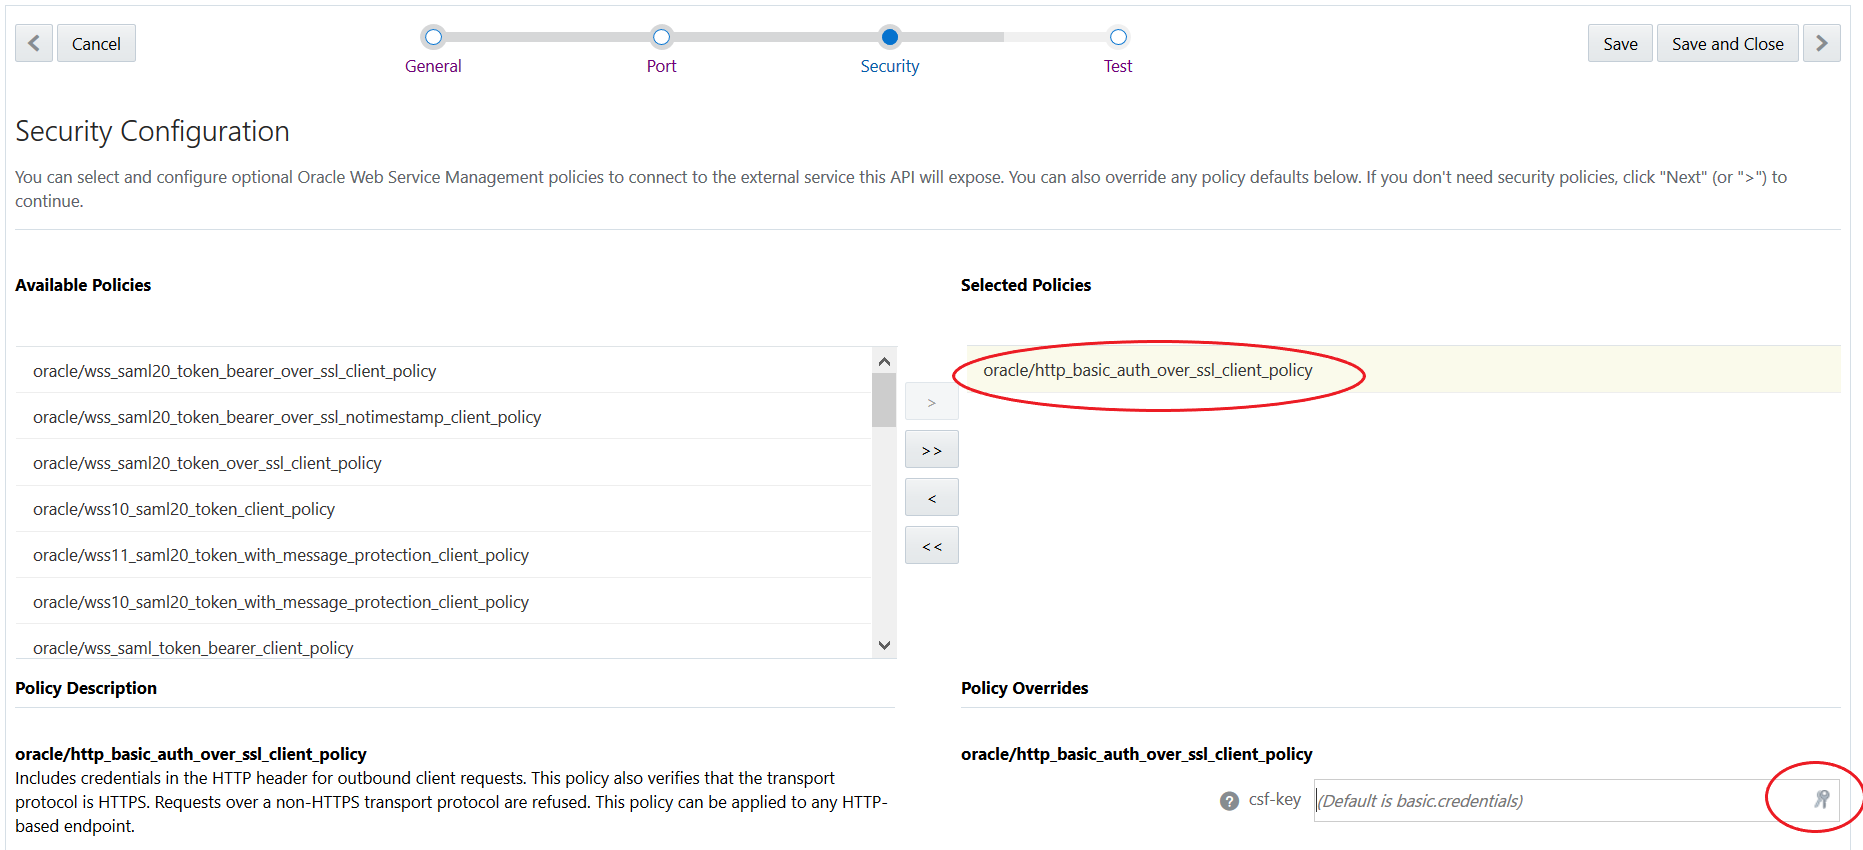 Cancel
General
Port
Security
Test
Save
Save and Close
Security Configuration
You can select and configure optional Oracle Web Service Management policies to connect to the external service this API will expose. You can also override any policy defaults below. If you don't need security policies, click "Next" (or ">") to
continue.
Available Policies
oracle/wss_saml20_token_bearer_over_ssl_client_policy
oracle/wss_saml20_token_bearer_over_ssl_notimestamp_client_policy
oracle/wss_saml20_token_over_ssl_client_policy
oracle/wss10_saml20_token_client_policy
oracle/wss11_saml20_token_with_message_protection_client_policy
oracle/wss10_saml20_token_with_message_protection_client_policy
oracle/wss_saml_token_bearer_client_policy
>
>>
<
<<
Selected Policies
oracle/http_basic_auth_over_ssl_client_policy
Policy Description
oracle/http_basic_auth_over_ssl_client_policy
Includes credentials in the HTTP header for outbound client requests. This policy also verifies that the transport
protocol is HTTPS. Requests over a non-HTTPS transport protocol are refused. This policy can be applied to any HTTP-
based endpoint.
Policy Overrides
oracle/http_basic_auth_over_ssl_client_policy
? csf-key (Default is basic.credentials)